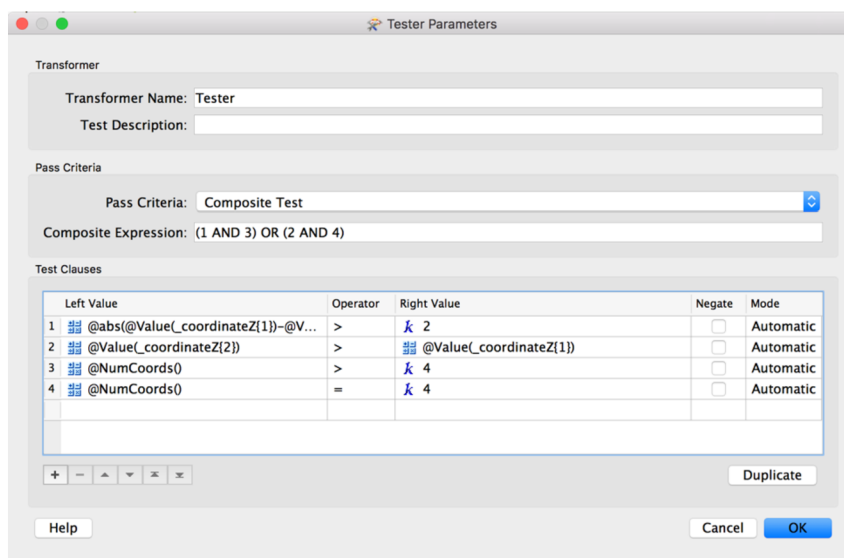 Tester Parameters
Transformer
Transformer Name: Tester
Test Description:
Pass Criteria
Pass Criteria: Composite Test
Composite Expression: (1 AND 3) OR (2 AND 4)
Test Clauses
Left Value Operator Right Value Negate Mode
1 @abs(@Value(_coordinateZ{1})-@V... > k 2 Automatic
2 @Value(_coordinateZ{2}) > @Value(_coordinateZ{1}) Automatic
3 @NumCoords() > k 4 Automatic
4 @NumCoords() = k 4 Automatic
+ −
Duplicate
Help Cancel OK